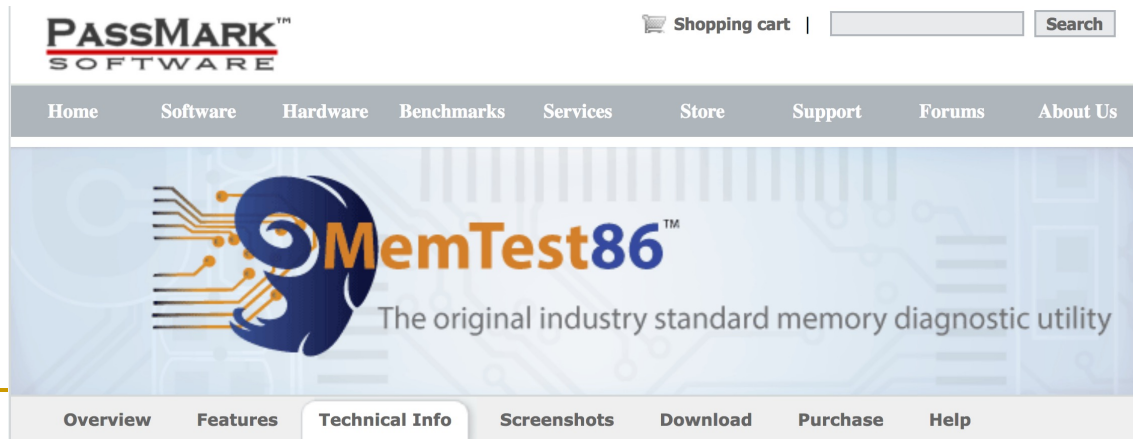 PASSMARK™
SOFTWARE
Shopping cart | Search
Home Software Hardware Benchmarks Services Store Support Forums About Us
MemTest86™
The original industry standard memory diagnostic utility
Overview Features Technical Info Screenshots Download Purchase Help